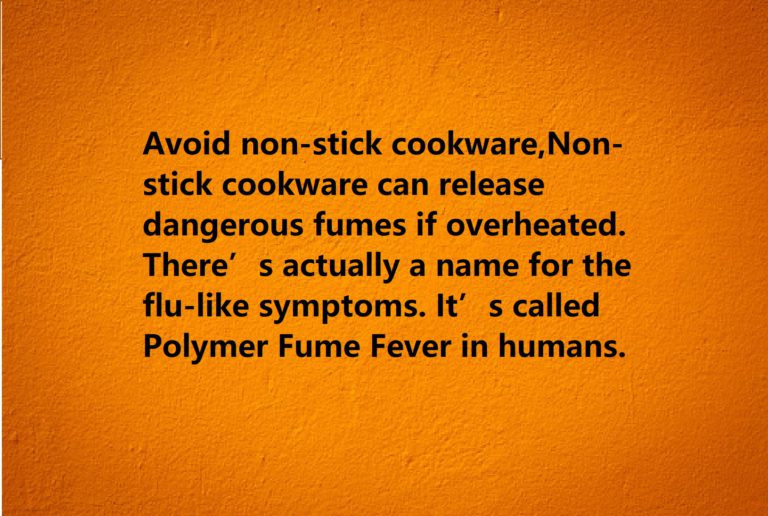 Avoid non-stick cookware,Non-
stick cookware can release
dangerous fumes if overheated.
There’s actually a name for the
flu-like symptoms. It’s called
Polymer Fume Fever in humans.